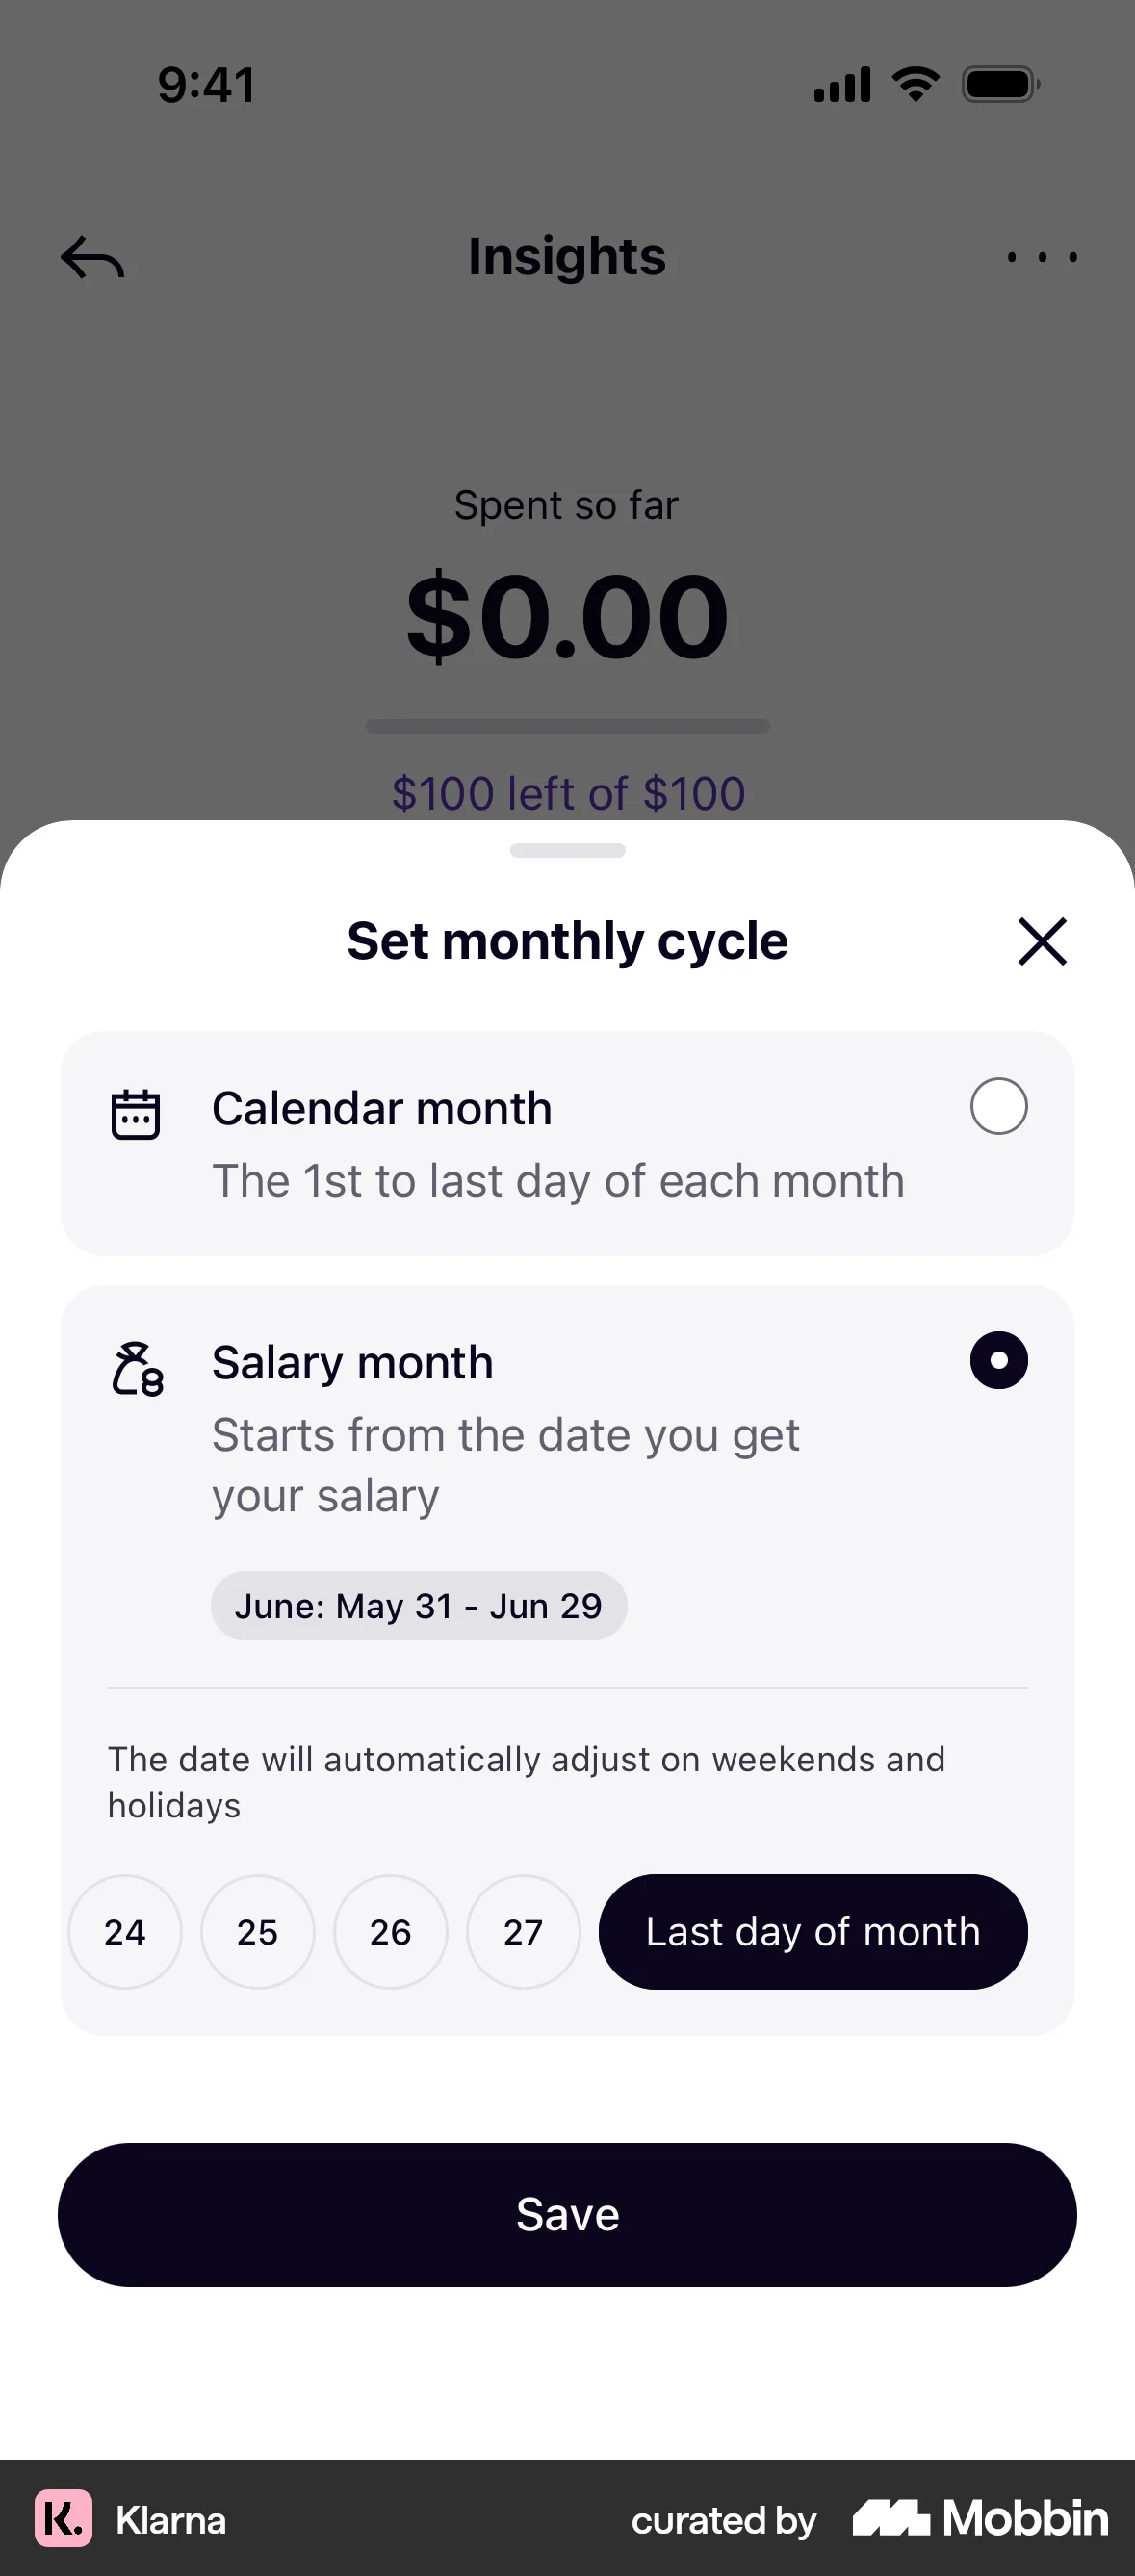 9:41
Insights
Spent so far
$0.00
$100 left of $100
Set monthly cycle
Calendar month
The 1st to last day of each month
Salary month
Starts from the date you get
your salary
June: May 31 - Jun 29
The date will automatically adjust on weekends and
holidays
24 25 26 27 Last day of month
Save
K. Klarna curated by Mobbin